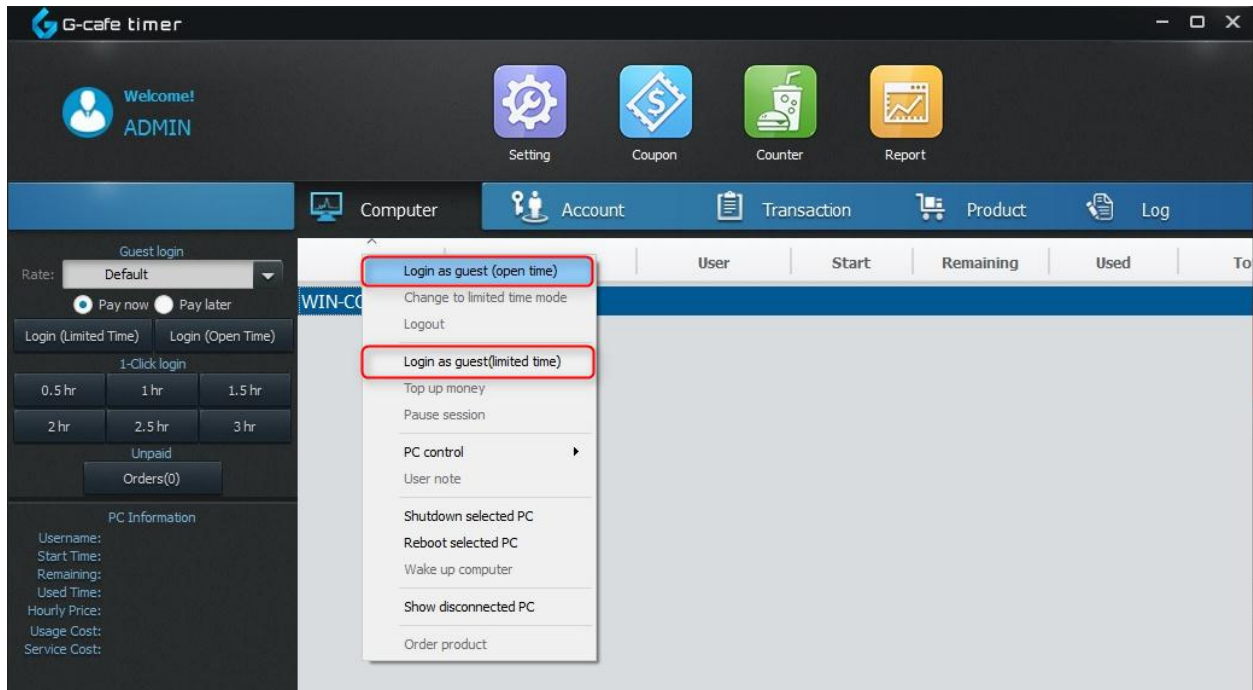 G-cafe timer
Welcome!
ADMIN
Setting Coupon Counter Report
Computer Account Transaction Product Log
Guest login
Rate: Default
Pay now Pay later
Login (Limited Time) Login (Open Time)
1-Click login
0.5 hr 1 hr 1.5 hr
2 hr 2.5 hr 3 hr
Unpaid
Orders(0)
PC Information
Username:
Start Time:
Remaining:
Used Time:
Hourly Price:
Usage Cost:
Service Cost:
User Start Remaining Used
Login as guest (open time)
Change to limited time mode
Logout
Login as guest(limited time)
Top up money
Pause session
PC control
User note
Shutdown selected PC
Reboot selected PC
Wake up computer
Show disconnected PC
Order product